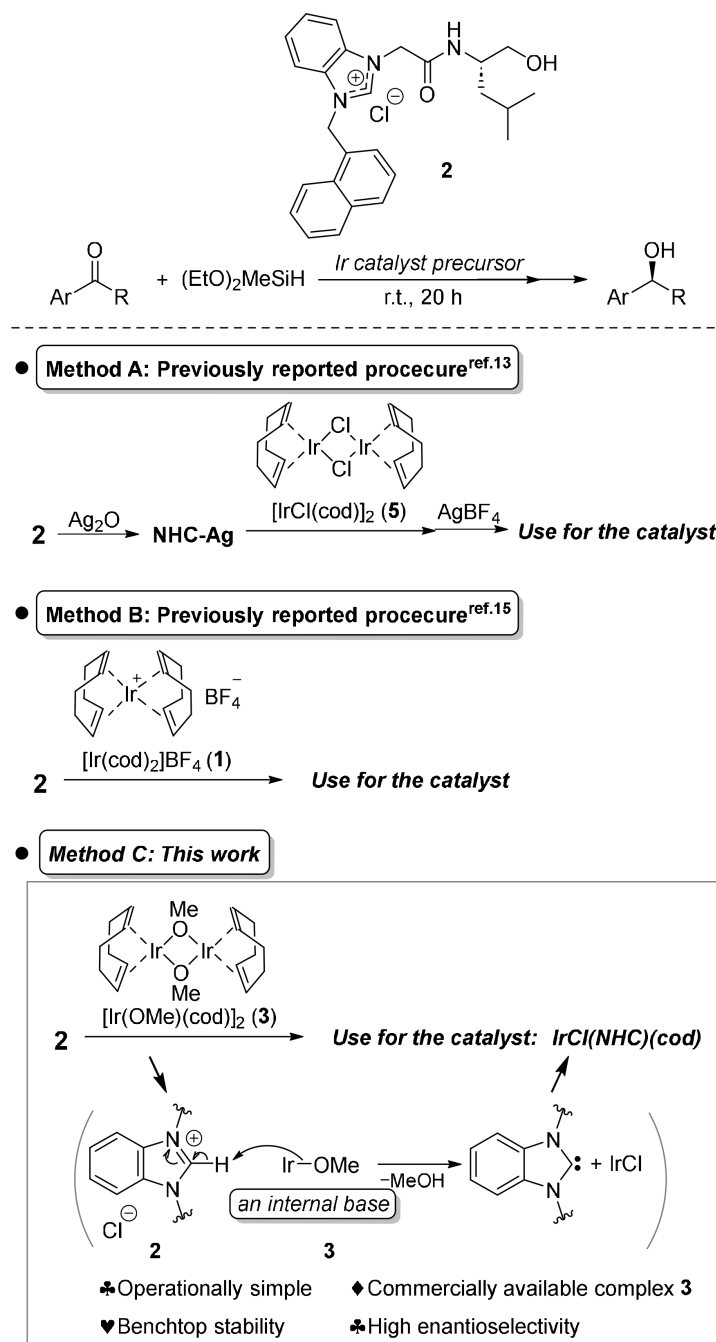 N
N
⊕
Cl⊖
O
H
N
OH
2
O
Ar
R
+ (EtO)2MeSiH
Ir catalyst precursor
r.t., 20 h
OH
Ar
R
● Method A: Previously reported procecure ref.13
Ir
Cl
Cl
Ir
[IrCl(cod)]2 (5)
2
Ag2O
NHC-Ag
AgBF4
Use for the catalyst
● Method B: Previously reported procecure ref.15
Ir
+
BF4−
[Ir(cod)2]BF4 (1)
2
Use for the catalyst
● Method C: This work
Ir
OMe
OMe
Ir
[Ir(OMe)(cod)]2 (3)
2
Use for the catalyst: IrCl(NHC)(cod)
N
⊕
H
N
Cl⊖
2
Ir−OMe
an internal base
3
−MeOH
N
N
:
+ IrCl
♣Operationally simple
♦Commercially available complex 3
♥Benchtop stability
♣High enantioselectivity